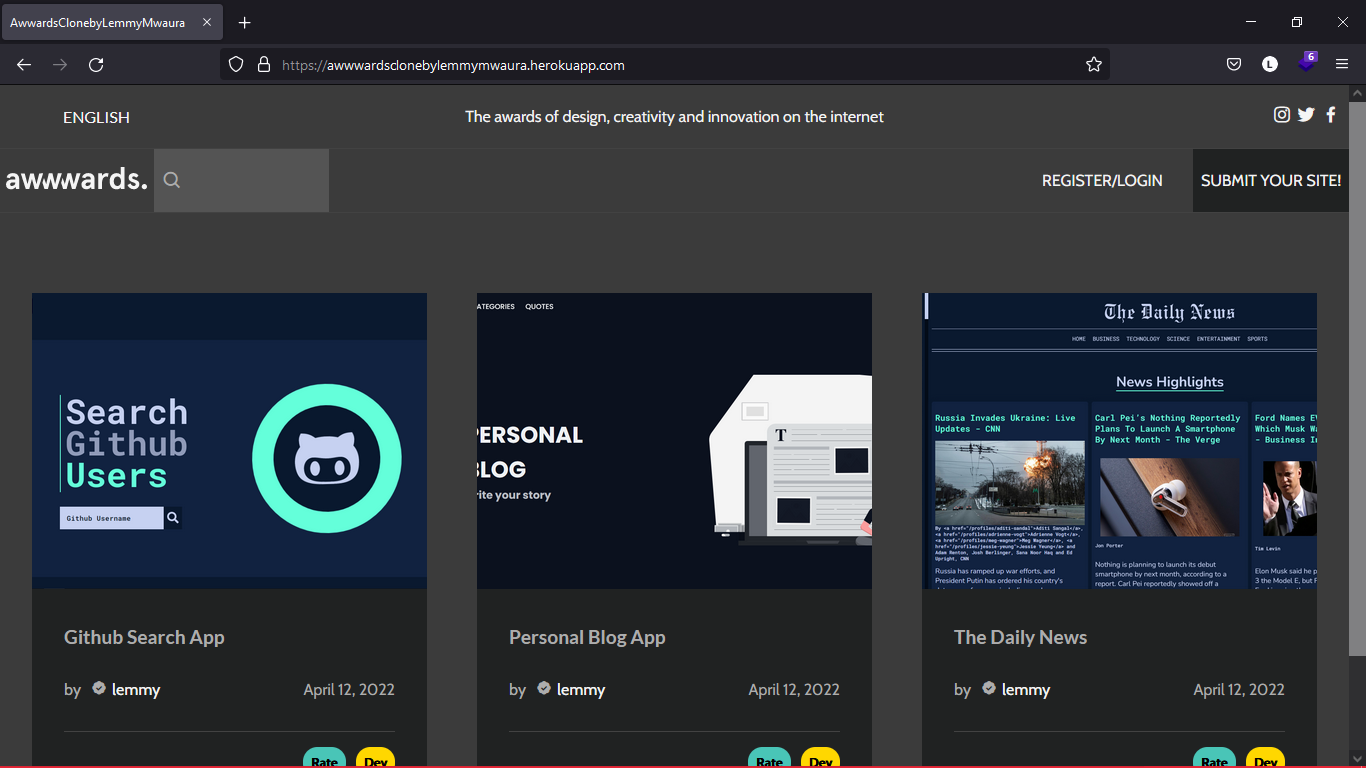 AwwardsClonebyLemmyMwaura
https://awwwardsclonebylemmymwaura.herokuapp.com
L
6
ENGLISH
The awards of design, creativity and innovation on the internet
awwwards.
REGISTER/LOGIN
SUBMIT YOUR SITE!
Search
Github
Users
Github Username
ATEGORIES QUOTES
PERSONAL
BLOG
rite your story
T
The Daily News
HOME BUSINESS TECHNOLOGY SCIENCE ENTERTAINMENT SPORTS
News Highlights
Russia Invades Ukraine: Live
Updates - CNN
By <a href="/profiles/aditi-sandal">Aditi Sangal</a>,
<a href="/profiles/adrienne-vogt">Adrienne Vogt</a>,
<a href="/profiles/meg-wagner">Meg Wagner</a>, <a
href="/profiles/jessie-yeung">Jessie Yeung</a> and
Adam Renton, Josh Berlinger, Sana Noor Haq and Ed
Upright, CNN
Russia has ramped up war efforts, and
President Putin has ordered his country's
Carl Pei's Nothing Reportedly
Plans To Launch A Smartphone
By Next Month - The Verge
Jon Porter
Nothing is planning to launch its debut
smartphone by next month, according to a
report. Carl Pei reportedly showed off a
Ford Names EV
Which Musk Wa
- Business In
Tim Levin
Elon Musk said he p
3 the Model E, but F
Github Search App
by lemmy April 12, 2022
Rate Dev
Personal Blog App
by lemmy April 12, 2022
Rate Dev
The Daily News
by lemmy April 12, 2022
Rate Dev